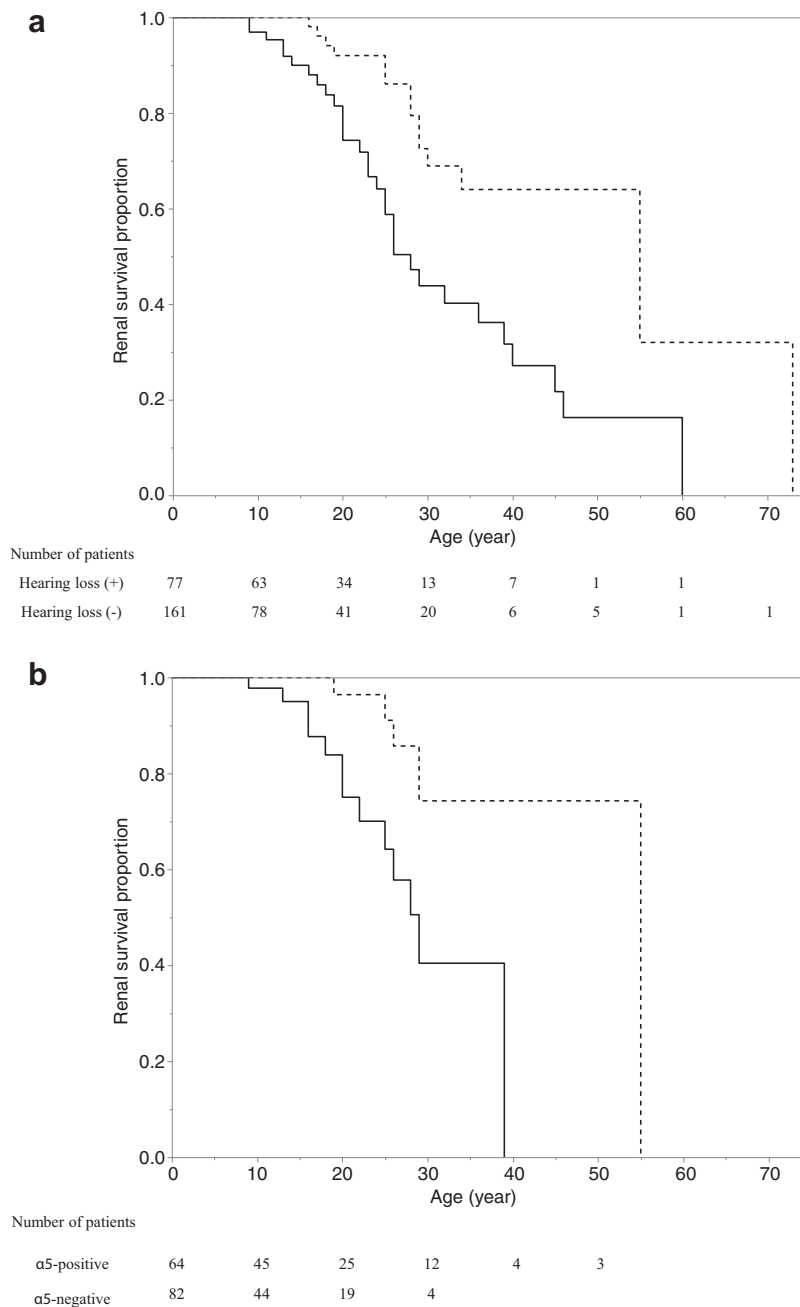 a
1.0
0.8
0.6
0.4
0.2
0.0
Renal survival proportion
0 10 20 30 40 50 60 70
Age (year)
Number of patients
Hearing loss (+) 77 63 34 13 7 1 1
Hearing loss (-) 161 78 41 20 6 5 1 1
b
1.0
0.8
0.6
0.4
0.2
0.0
Renal survival proportion
0 10 20 30 40 50 60 70
Age (year)
Number of patients
α5-positive 64 45 25 12 4 3
α5-negative 82 44 19 4